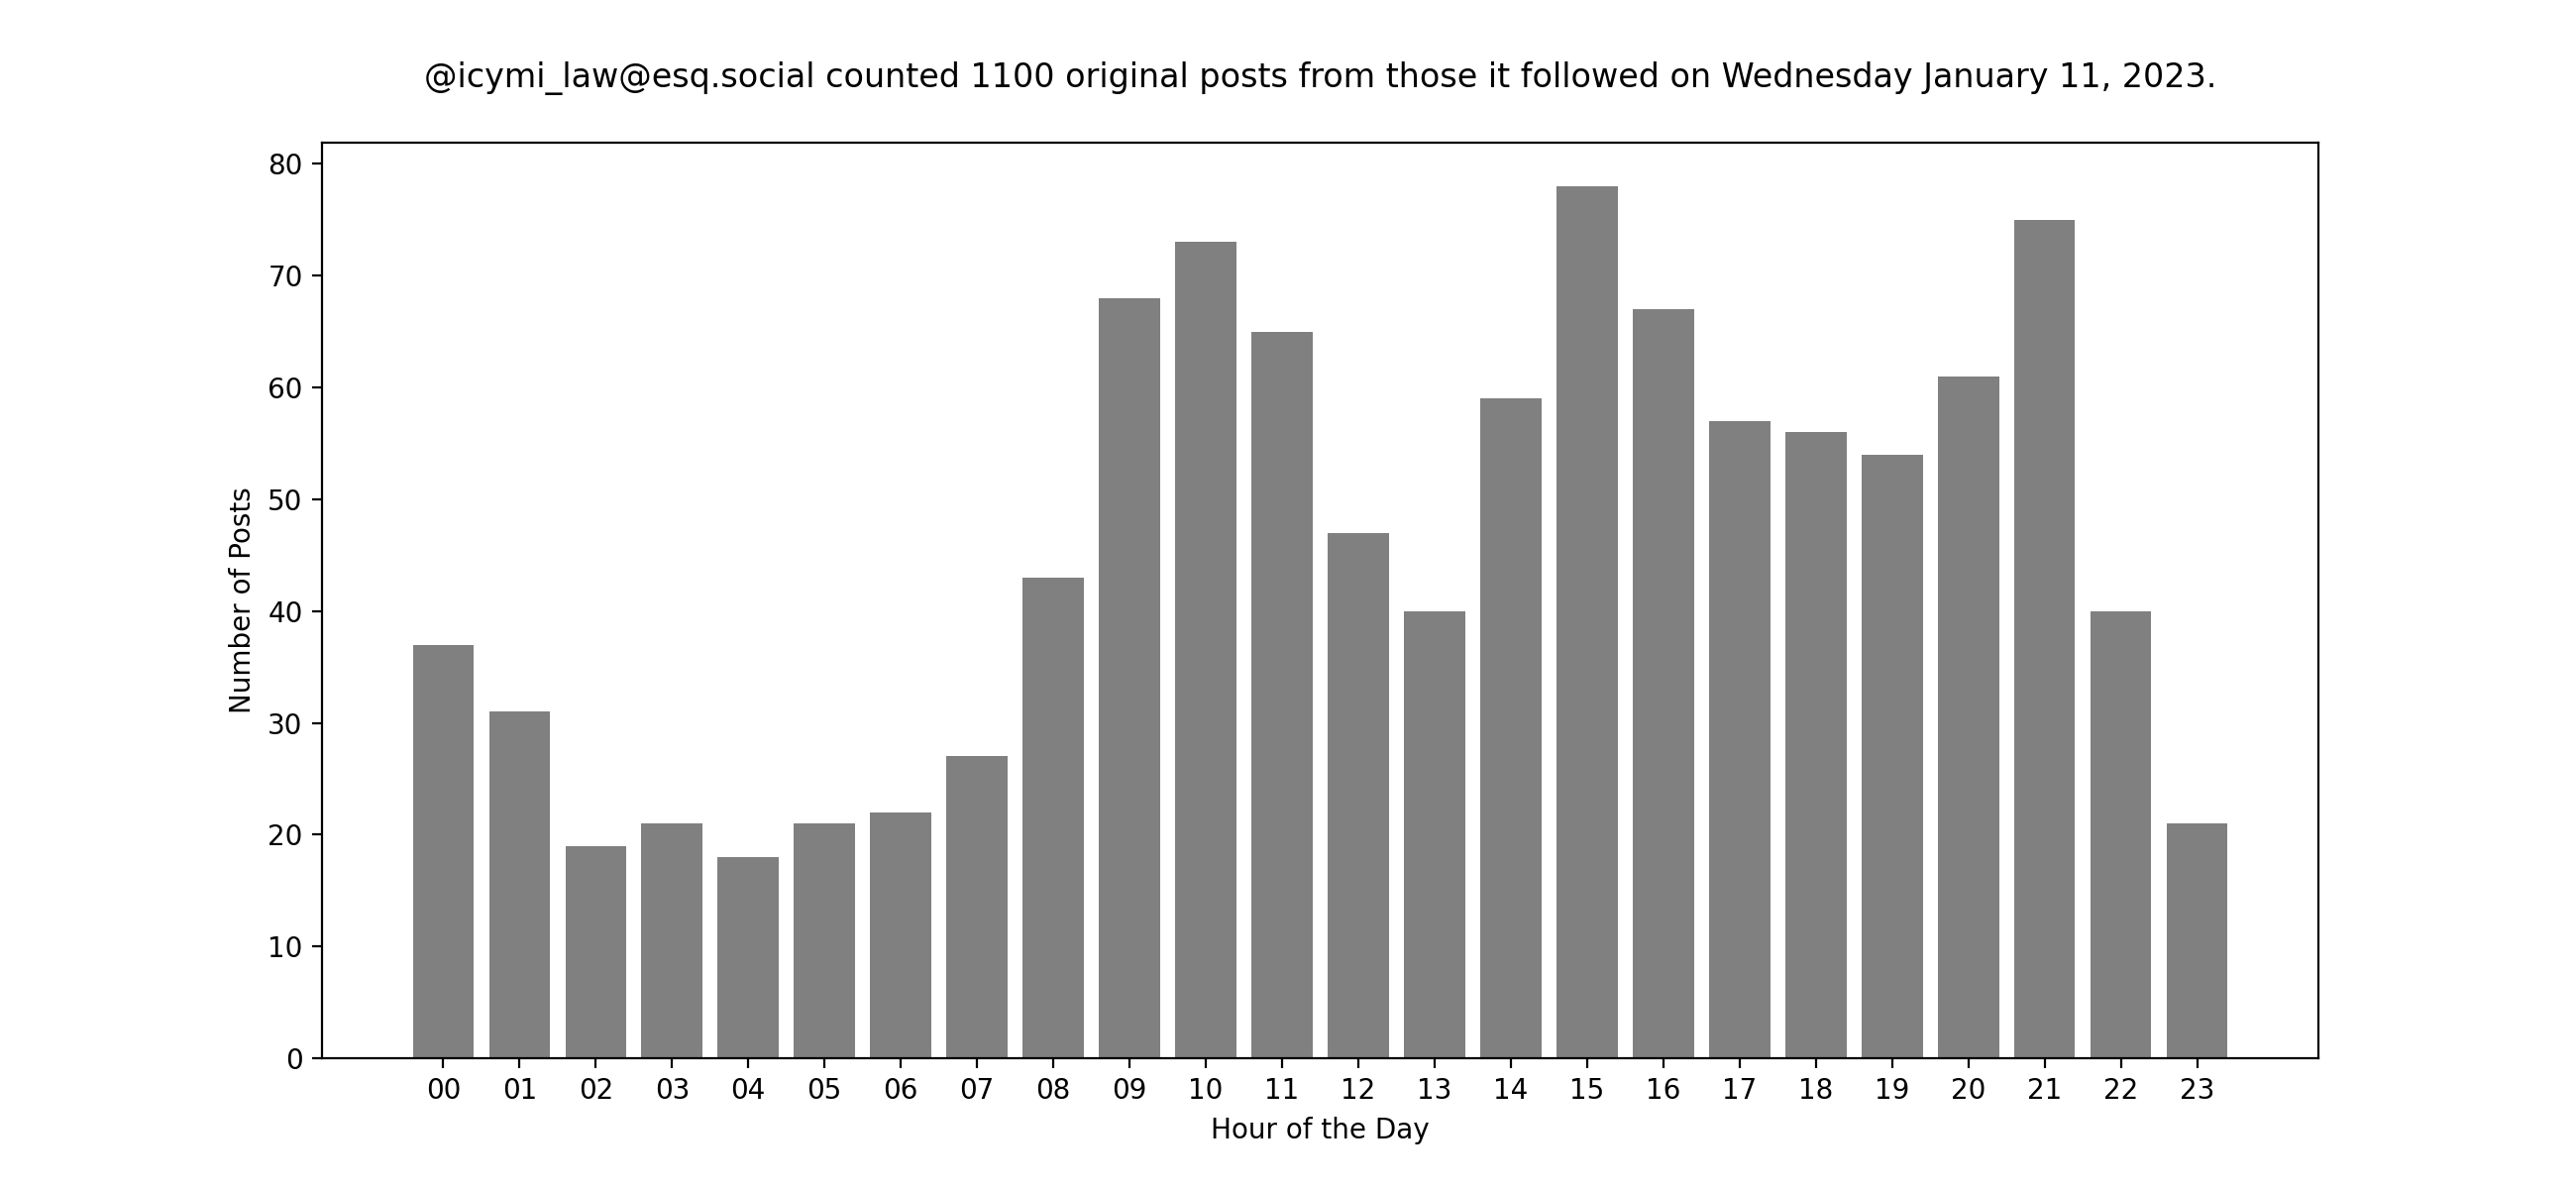 @icymi_law@esq.social counted 1100 original posts from those it followed on Wednesday January 11, 2023.
80
70
60
50
40
30
20
10
0
Number of Posts
00 01 02 03 04 05 06 07 08 09 10 11 12 13 14 15 16 17 18 19 20 21 22 23
Hour of the Day